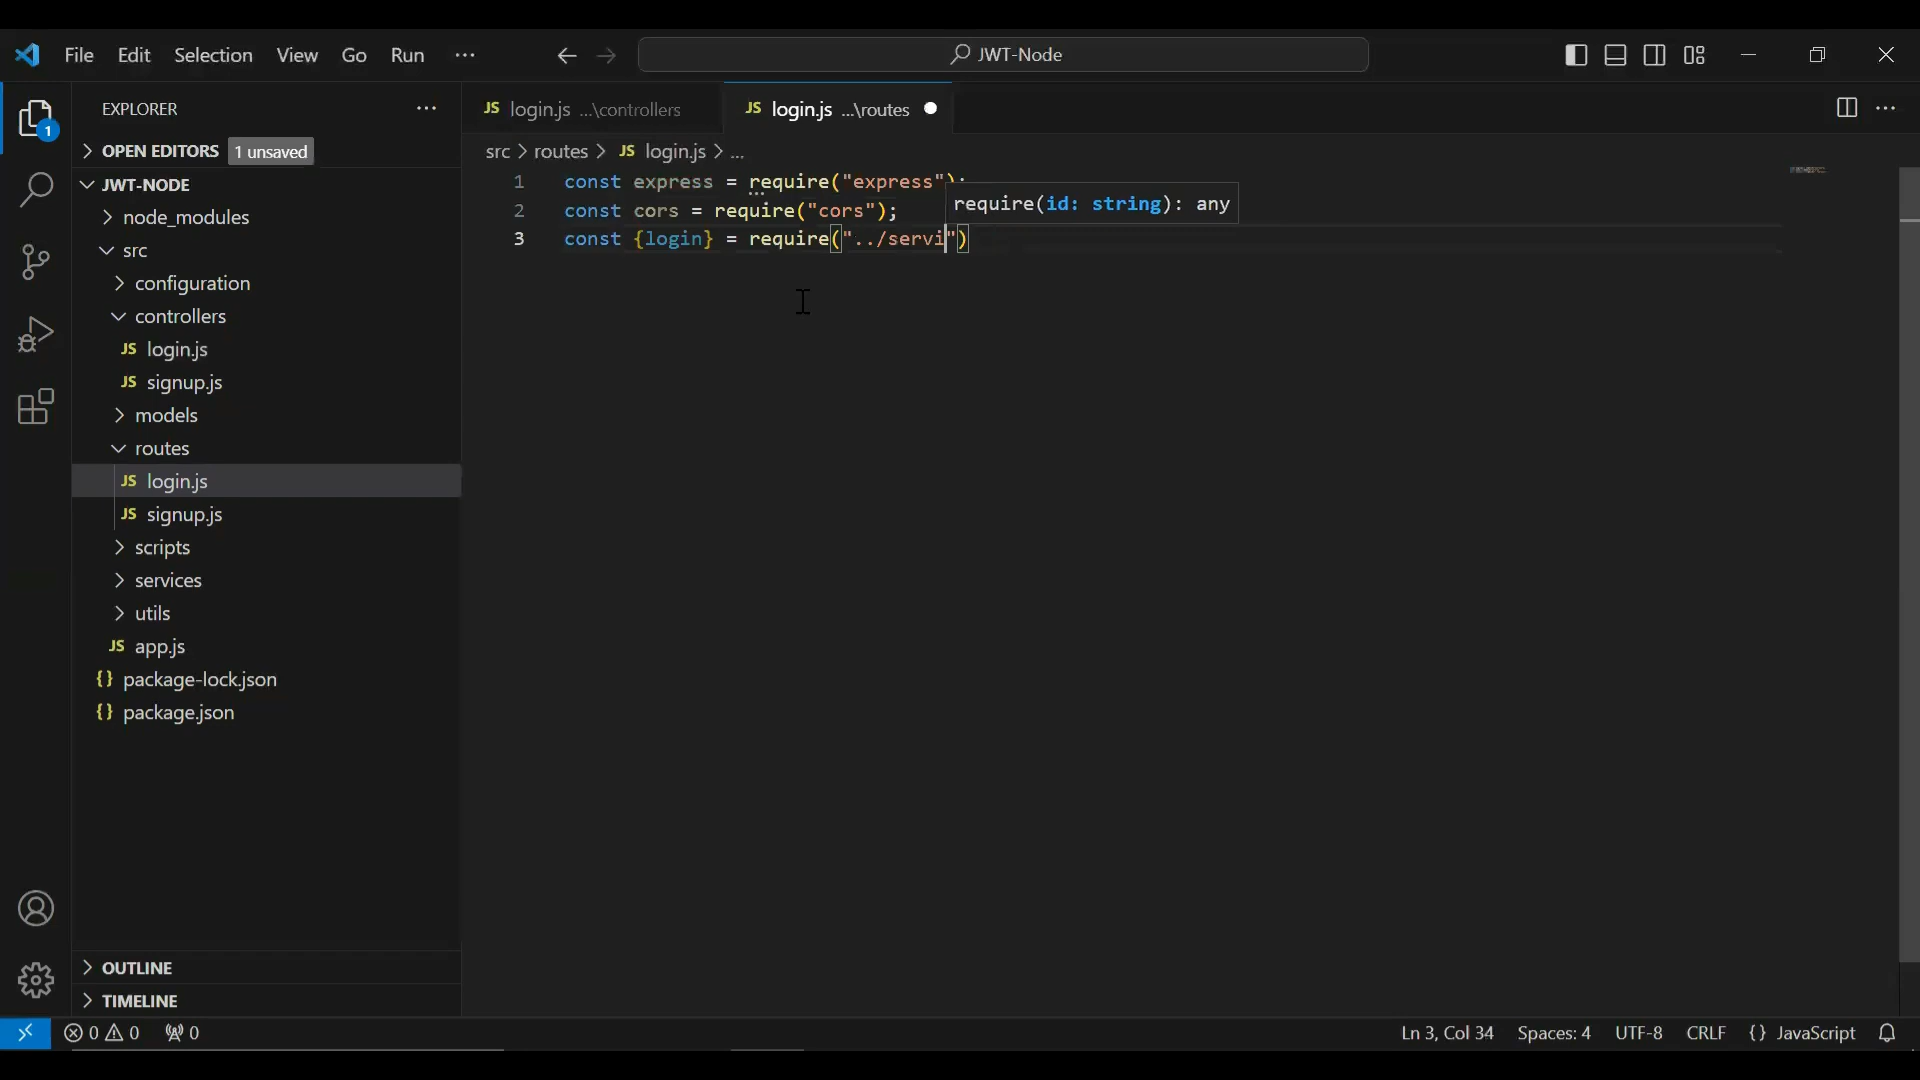 File Edit Selection View Go Run ··· JWT-Node
EXPLORER ···
1
OPEN EDITORS 1 unsaved
JWT-NODE
node_modules
src
configuration
controllers
JS login.js
JS signup.js
models
routes
JS login.js
JS signup.js
scripts
services
utils
JS app.js
{} package-lock.json
{} package.json
OUTLINE
TIMELINE
JS login.js ...\controllers JS login.js ...\routes ···
src > routes > JS login.js > ...
1 const express = require("express");
require(id: string): any
2 const cors = require("cors");
3 const {login} = require("../servi")
0 0 0 Ln 3, Col 34 Spaces: 4 UTF-8 CRLF {} JavaScript